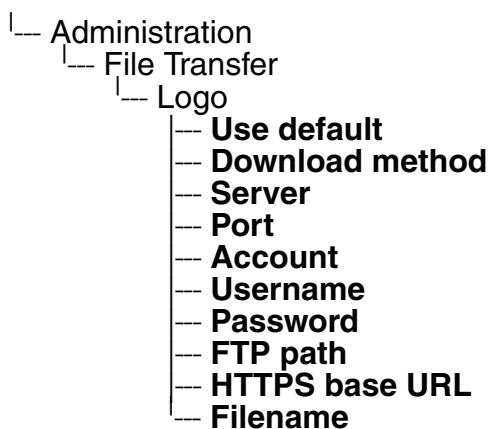 Administration
File Transfer
Logo
Use default
Download method
Server
Port
Account
Username
Password
FTP path
HTTPS base URL
Filename